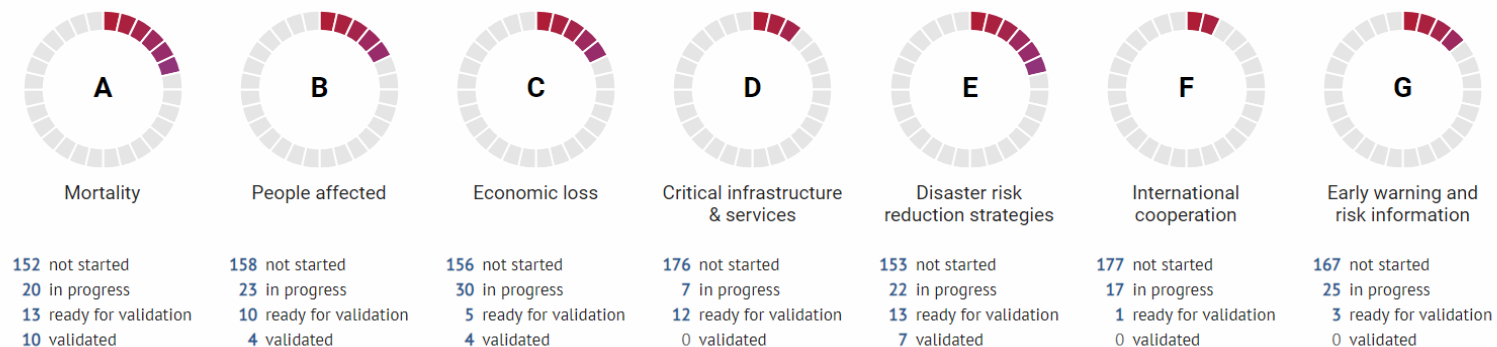 A
Mortality
152 not started
20 in progress
13 ready for validation
10 validated
B
People affected
158 not started
23 in progress
10 ready for validation
4 validated
C
Economic loss
156 not started
30 in progress
5 ready for validation
4 validated
D
Critical infrastructure
& services
176 not started
7 in progress
12 ready for validation
0 validated
E
Disaster risk
reduction strategies
153 not started
22 in progress
13 ready for validation
7 validated
F
International
cooperation
177 not started
17 in progress
1 ready for validation
0 validated
G
Early warning and
risk information
167 not started
25 in progress
3 ready for validation
0 validated